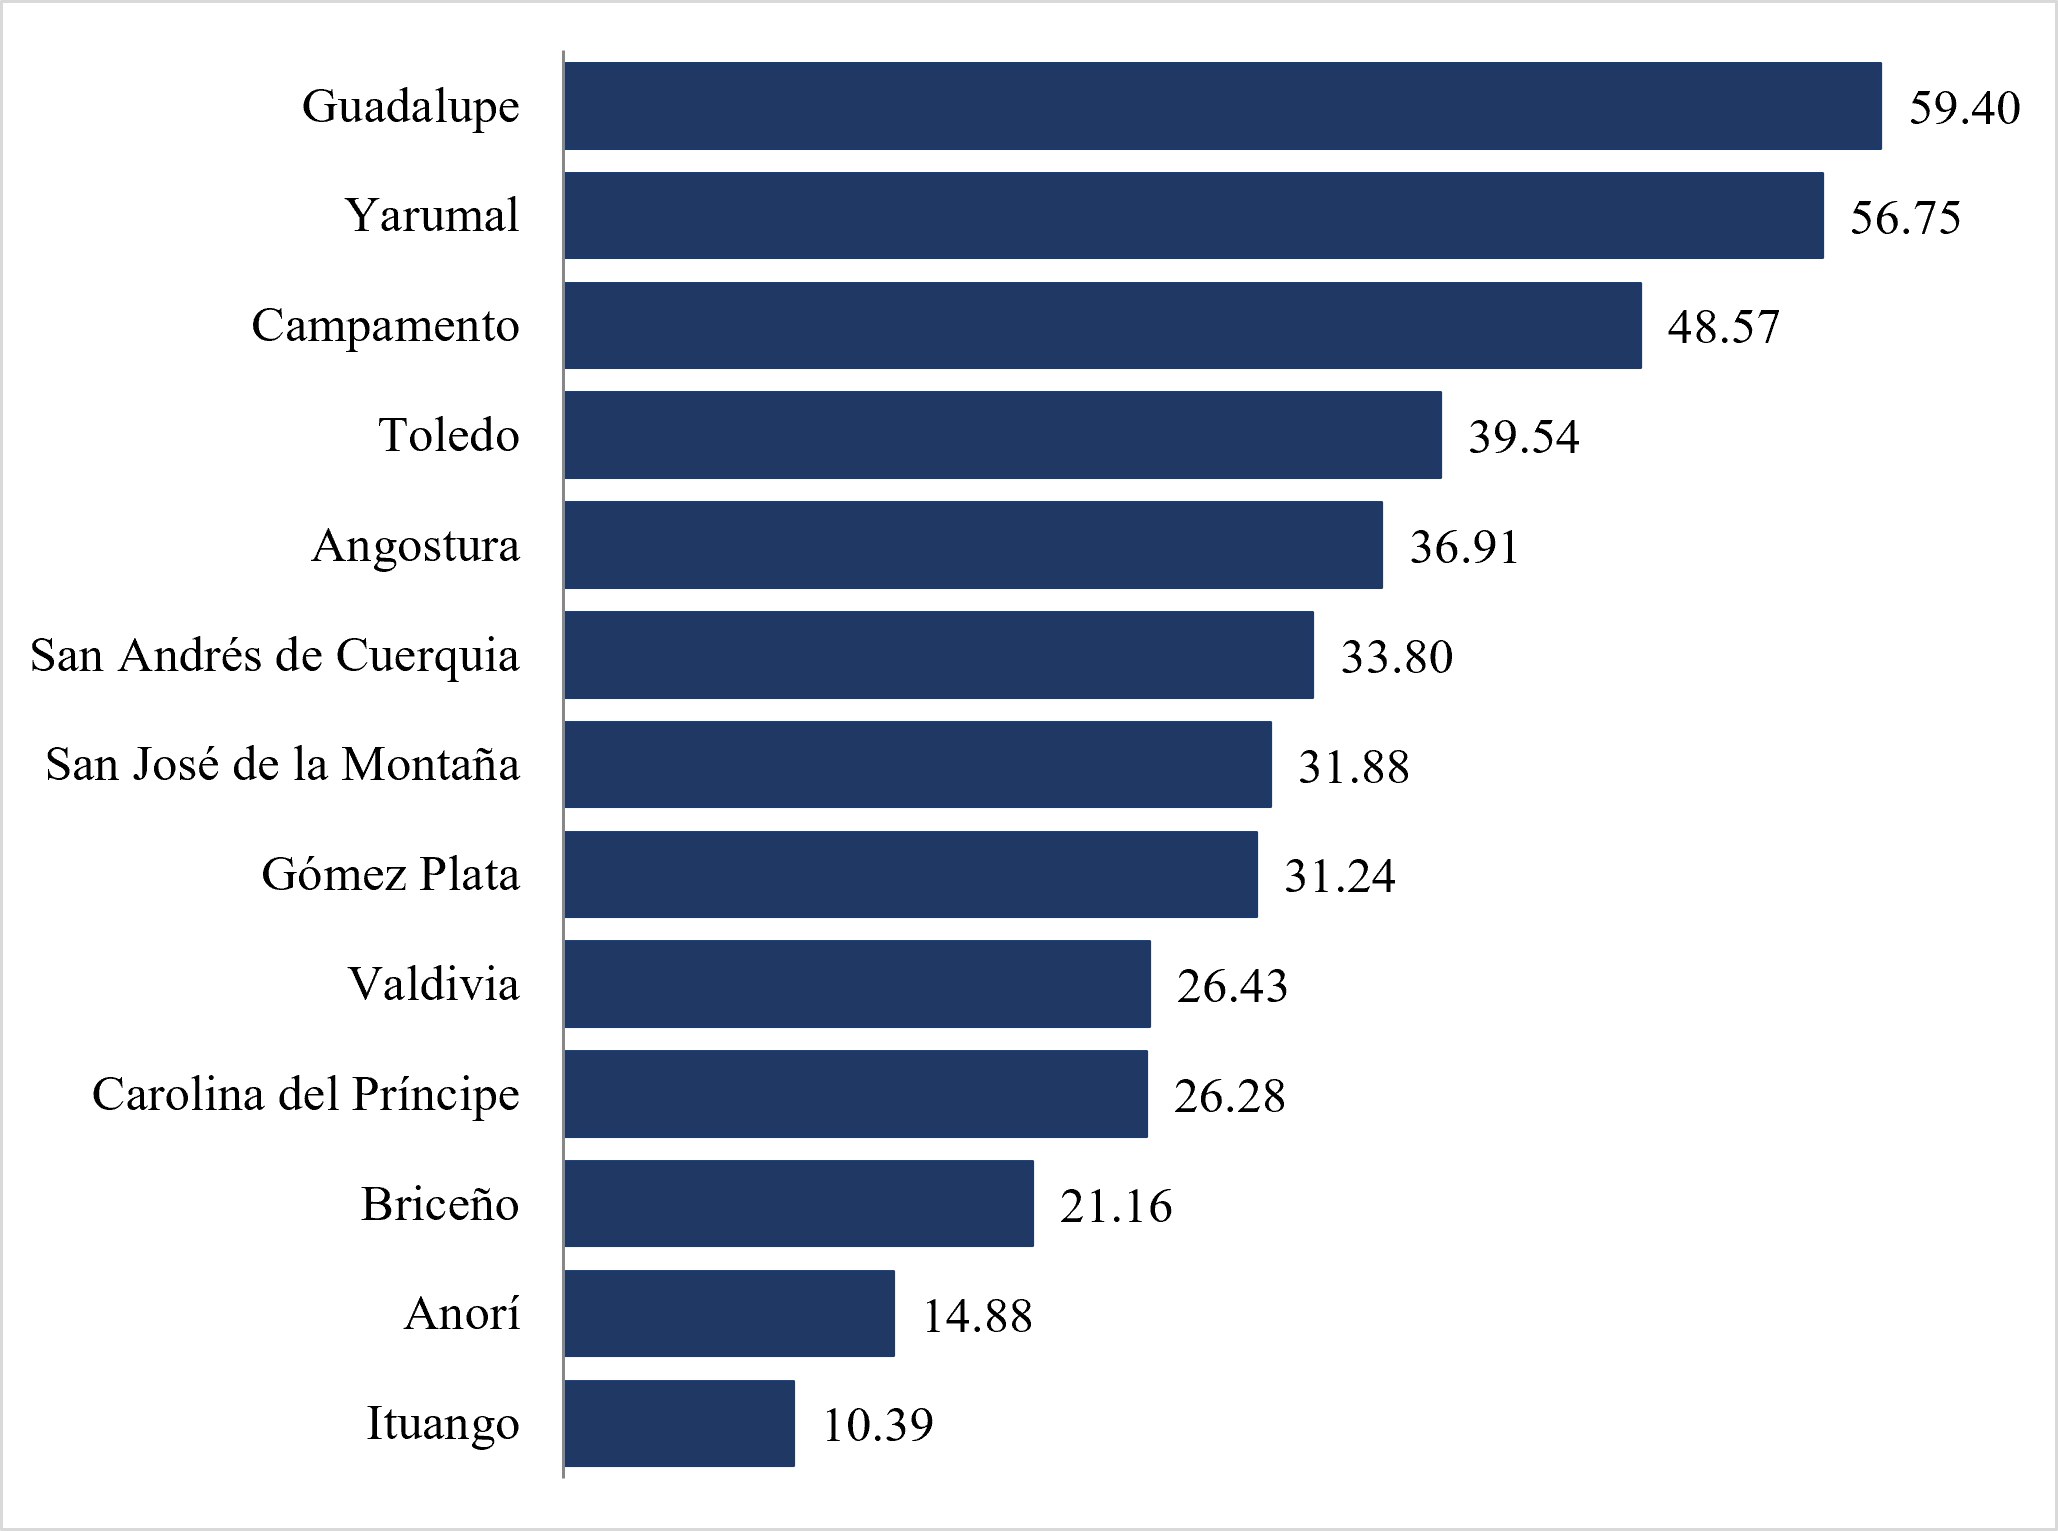 Guadalupe 59.40
Yarumal 56.75
Campamento 48.57
Toledo 39.54
Angostura 36.91
San Andrés de Cuerquia 33.80
San José de la Montaña 31.88
Gómez Plata 31.24
Valdivia 26.43
Carolina del Príncipe 26.28
Briceño 21.16
Anorí 14.88
Ituango 10.39